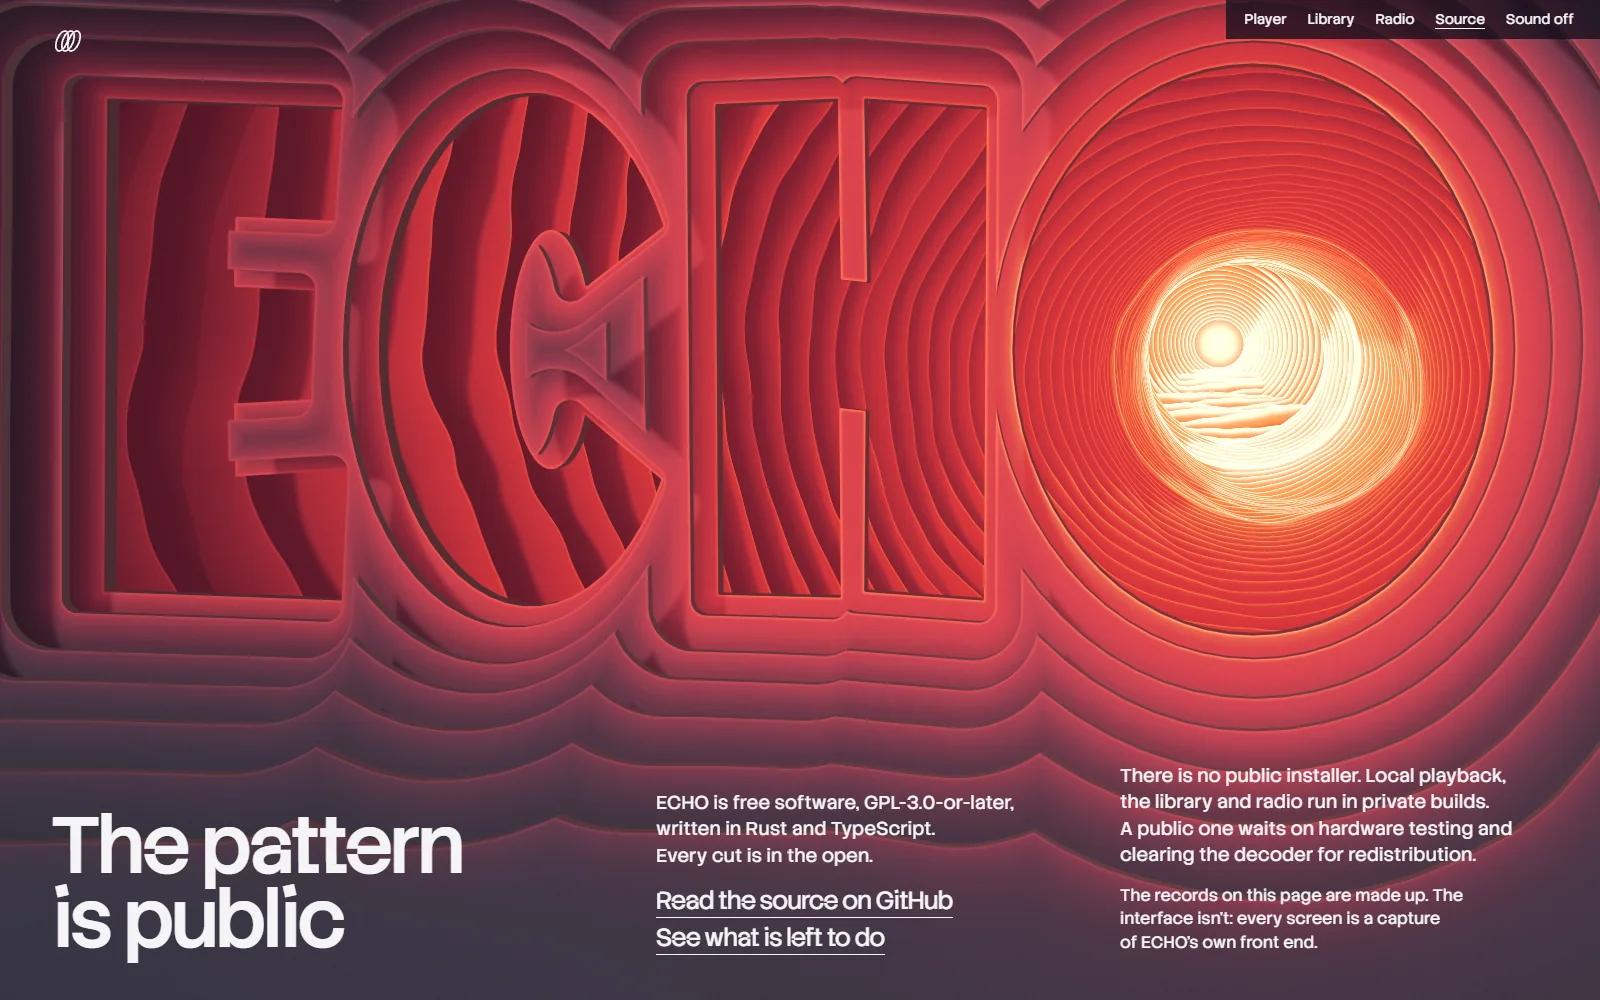 Player Library Radio Source Sound off
ECHO
The pattern
is public
ECHO is free software, GPL-3.0-or-later,
written in Rust and TypeScript.
Every cut is in the open.
Read the source on GitHub
See what is left to do
There is no public installer. Local playback,
the library and radio run in private builds.
A public one waits on hardware testing and
clearing the decoder for redistribution.
The records on this page are made up. The
interface isn't: every screen is a capture
of ECHO's own front end.